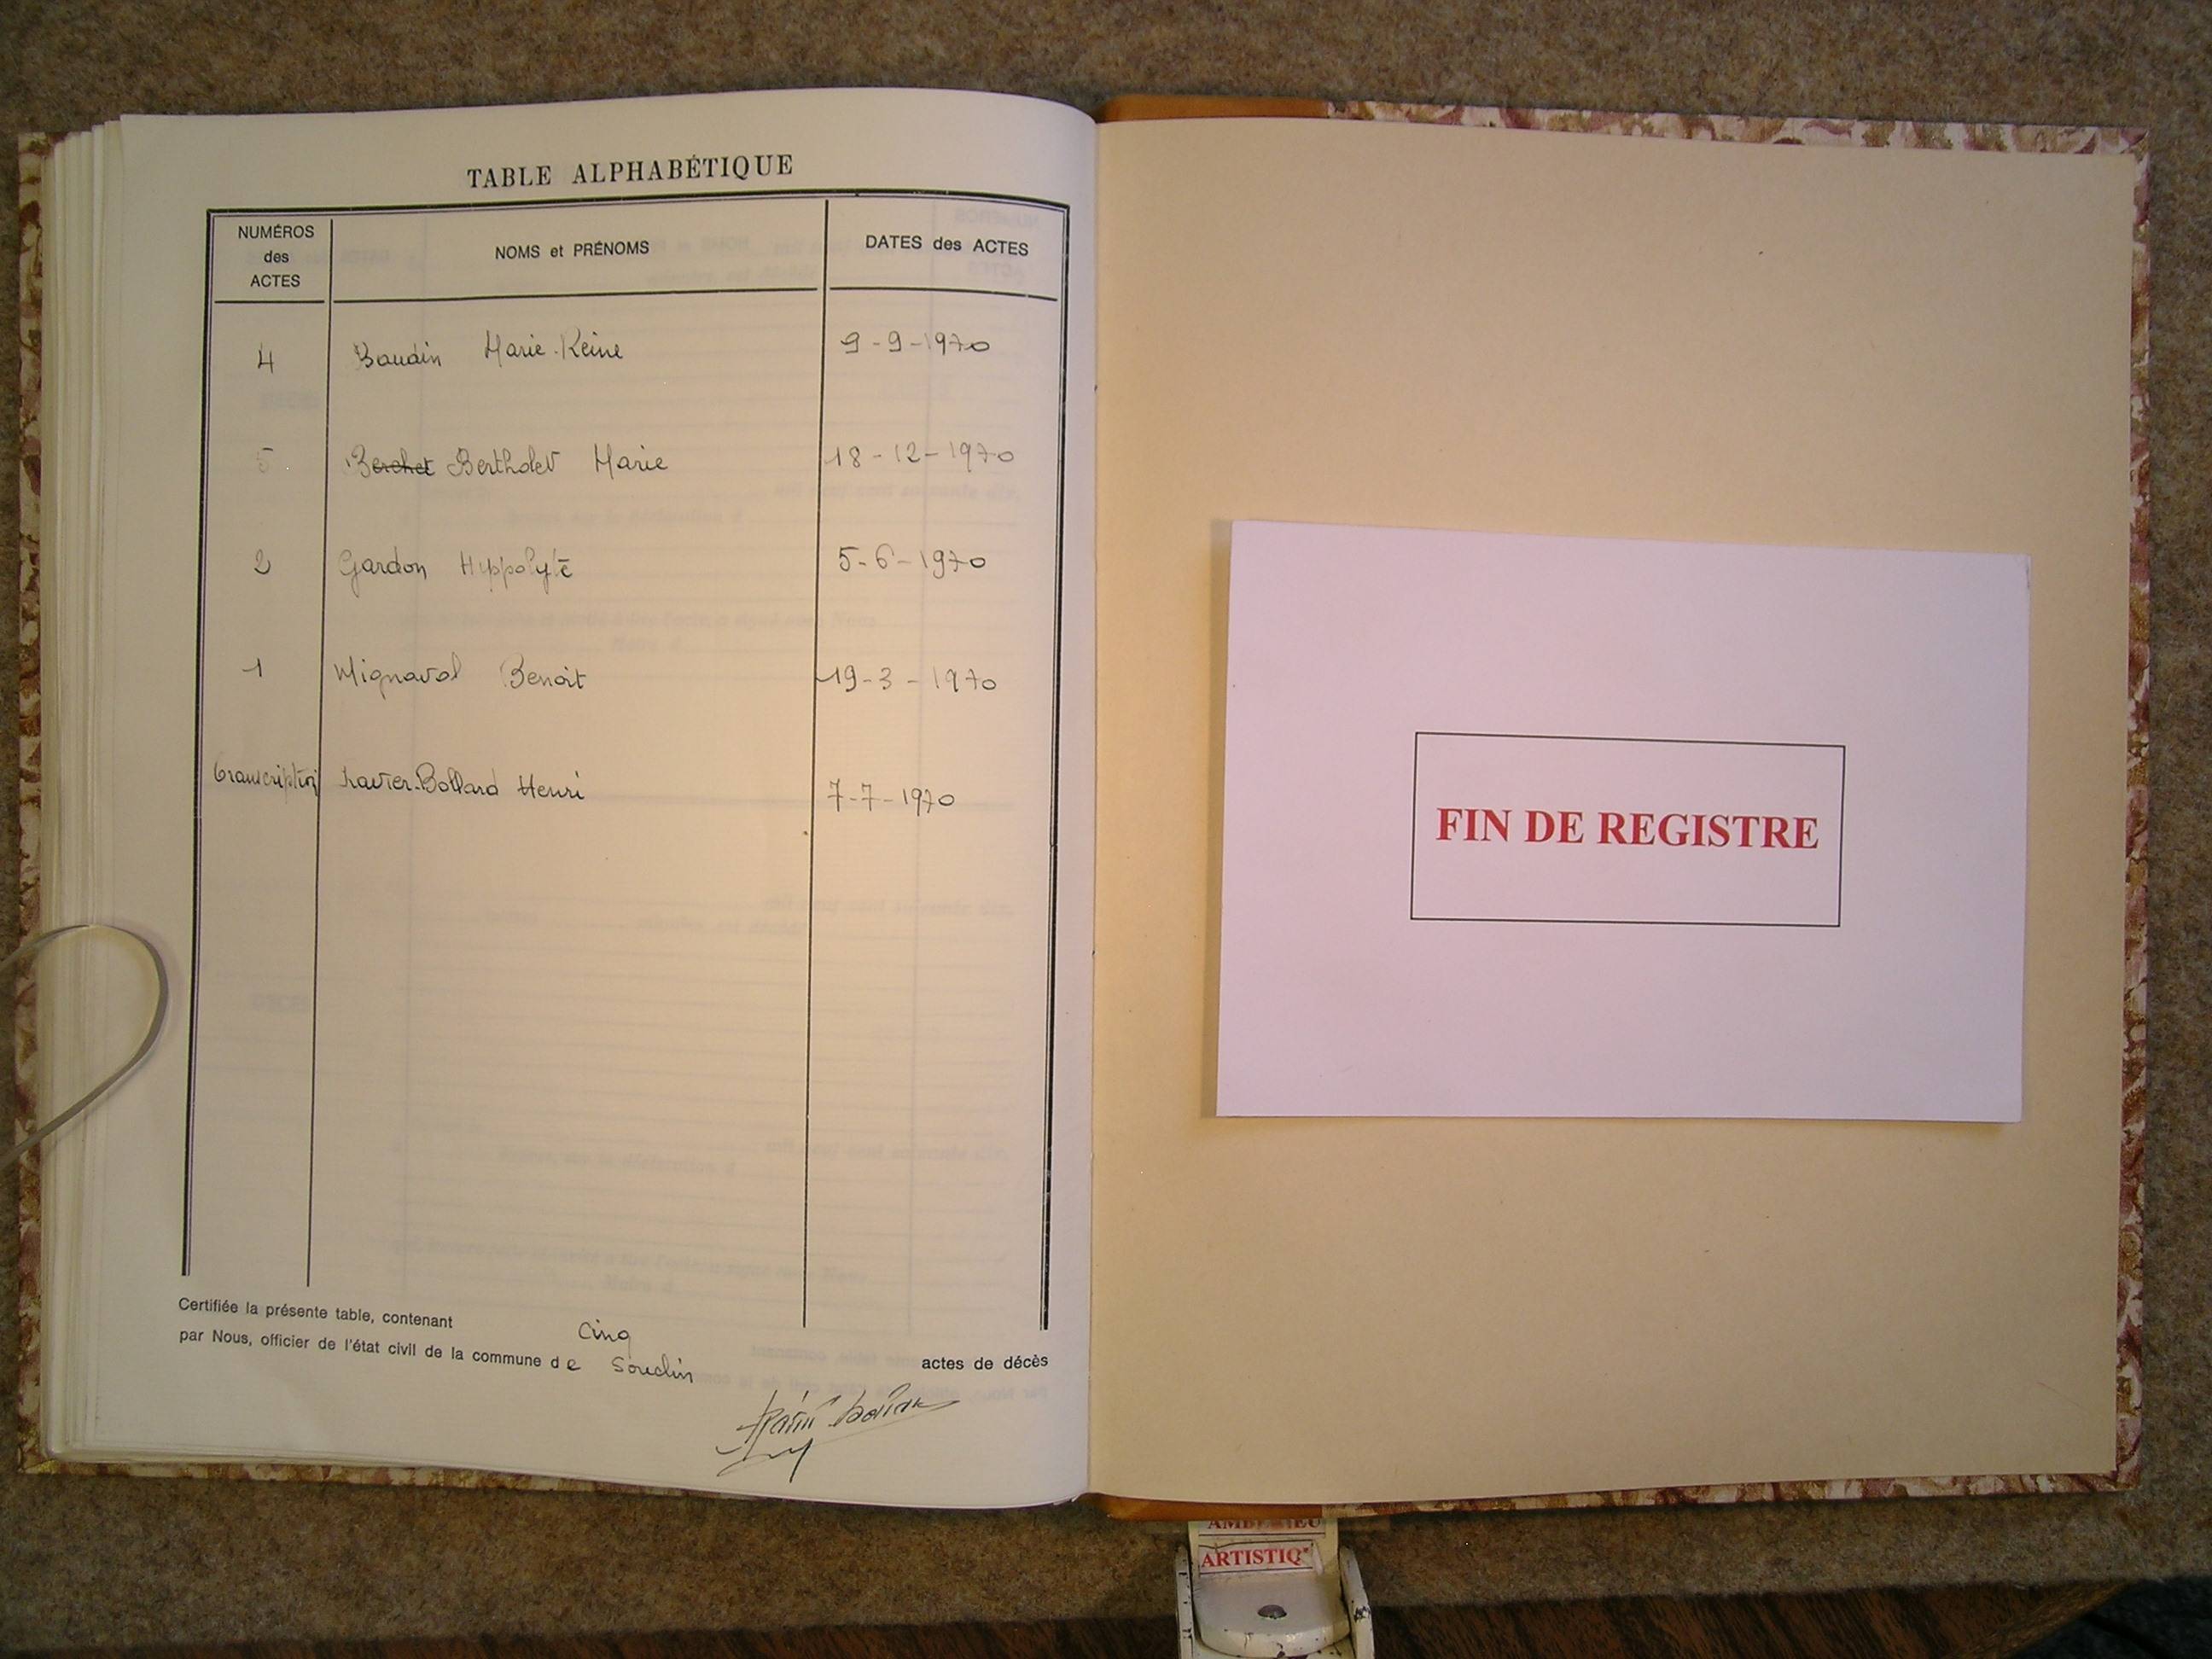 TABLE ALPHABÉTIQUE
NUMÉROS des ACTES NOMS et PRÉNOMS DATES des ACTES
4 Baudin Marie-Reine 9-9-1970
5 Berchet Bertholet Marie 18-12-1970
2 Gardon Hippolyte 5-6-1970
1 Mignaval Benoit 19-3-1970
transcription Xavier-Bollard Henri 7-7-1970
Certifiée la présente table, contenant cinq actes de décès
par Nous, officier de l'état civil de la commune de Souclin
FIN DE REGISTRE
ARTISTIQ